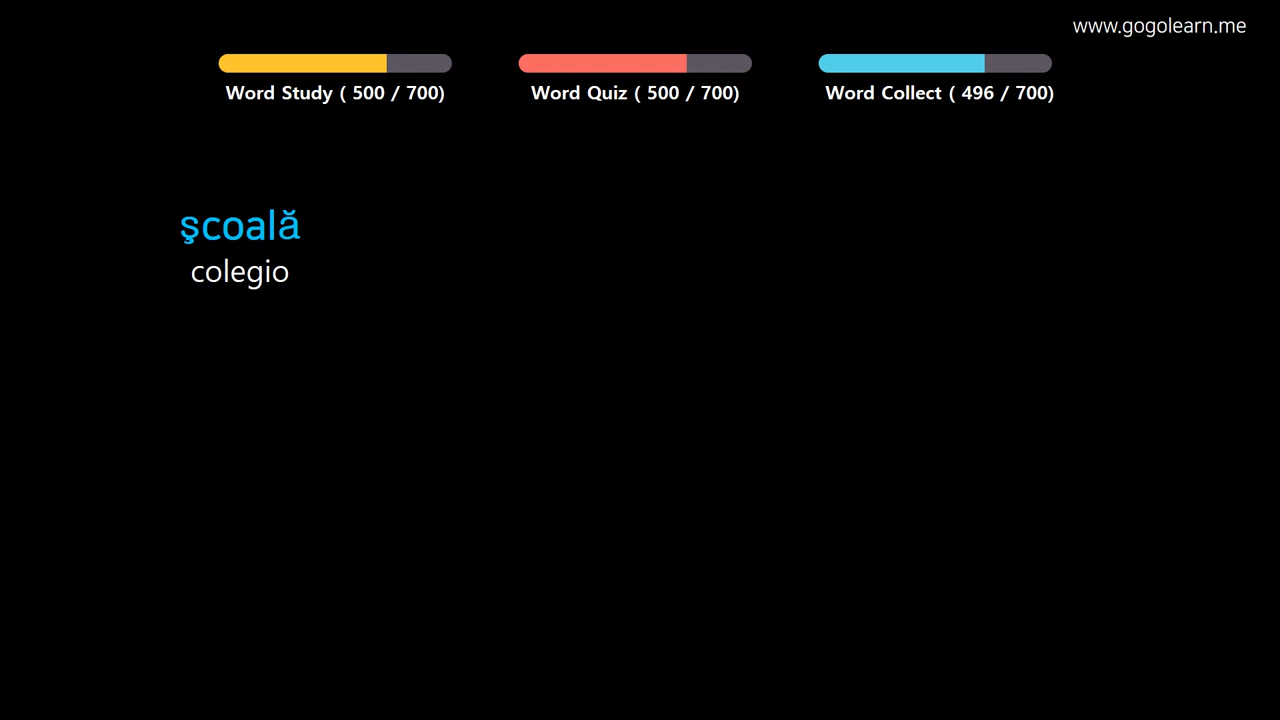 www.gogolearn.me
Word Study ( 500 / 700)
Word Quiz ( 500 / 700)
Word Collect ( 496 / 700)
şcoală
colegio